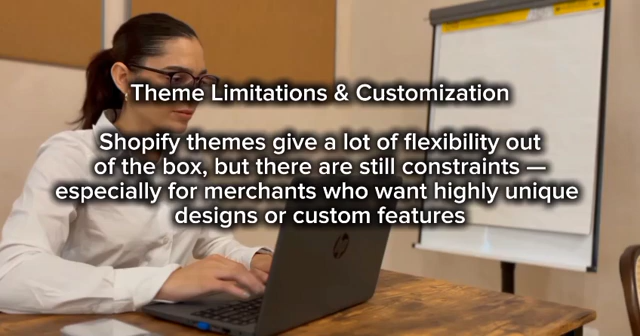 Theme Limitations & Customization
Shopify themes give a lot of flexibility out
of the box, but there are still constraints —
especially for merchants who want highly unique
designs or custom features
hp